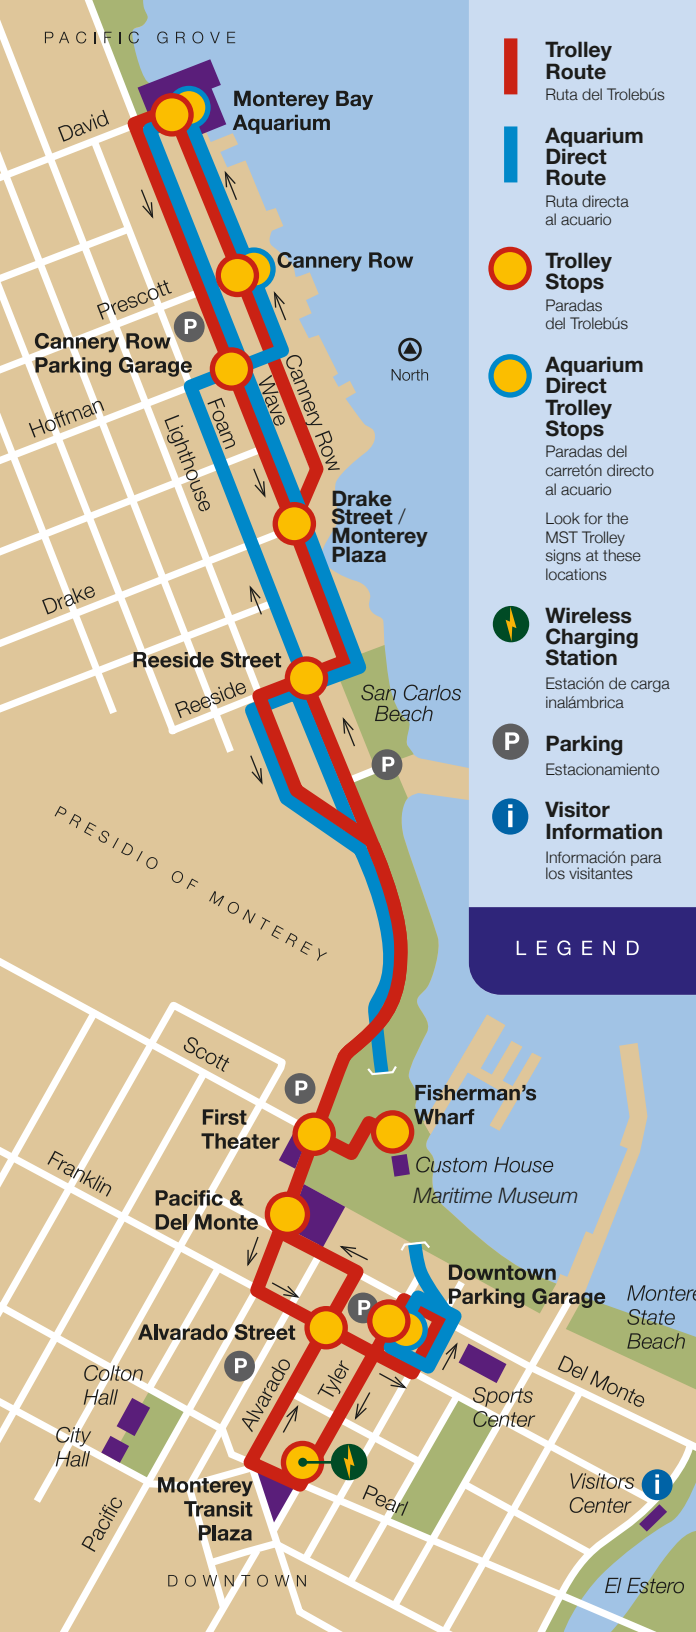 PACIFIC GROVE
David
Monterey Bay
Aquarium
Cannery Row
Prescott
P
Cannery Row
Parking Garage
North
Hoffman
Lighthouse
Foam
Wave
Cannery Row
Drake
Street /
Monterey
Plaza
Drake
Reeside Street
Reeside
San Carlos
Beach
P
PRESIDIO OF MONTEREY
Scott
P
First
Theater
Fisherman's
Wharf
Custom House
Maritime Museum
Franklin
Pacific &
Del Monte
Downtown
Parking Garage
P
Monter
State
Beach
Alvarado Street
P
Colton
Hall
Alvarado
Tyler
Sports
Center
Del Monte
City
Hall
Monterey
Transit
Plaza
Pearl
Visitors
Center
i
Pacific
DOWNTOWN
El Estero
Trolley
Route
Ruta del Trolebús
Aquarium
Direct
Route
Ruta directa
al acuario
Trolley
Stops
Paradas
del Trolebús
Aquarium
Direct
Trolley
Stops
Paradas del
carretón directo
al acuario
Look for the
MST Trolley
signs at these
locations
Wireless
Charging
Station
Estación de carga
inalámbrica
P
Parking
Estacionamiento
i
Visitor
Information
Información para
los visitantes
LEGEND